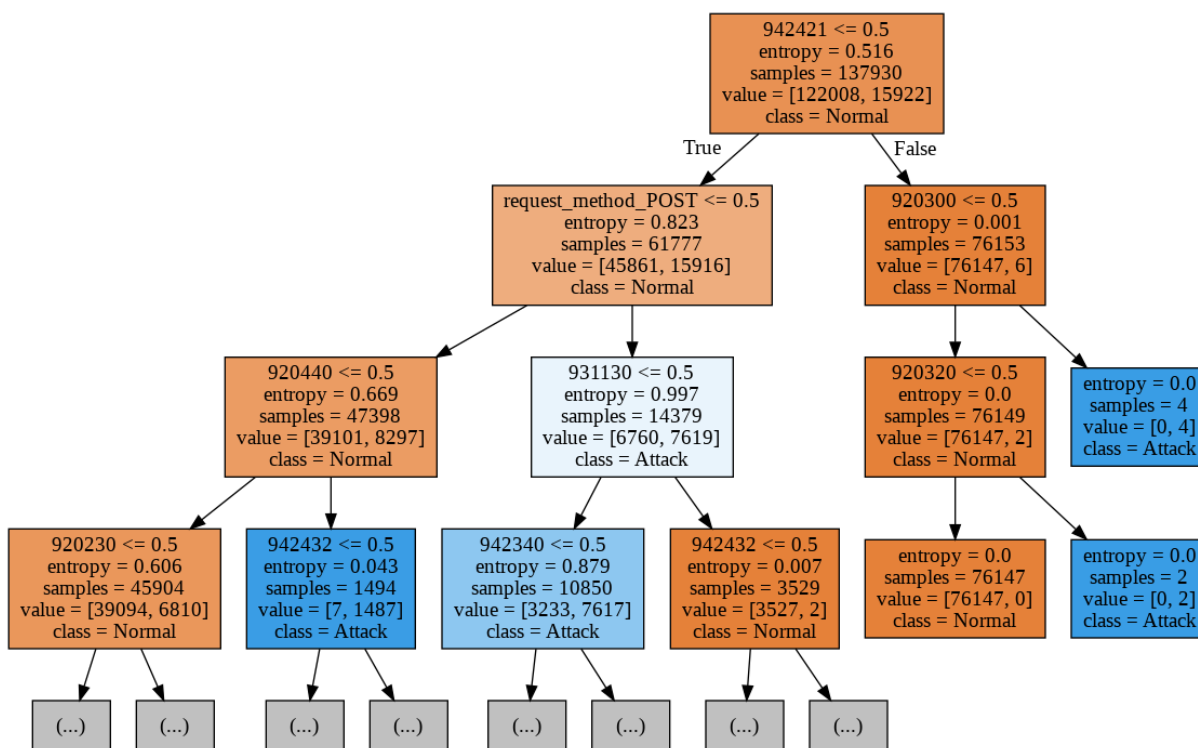 942421 <= 0.5
entropy = 0.516
samples = 137930
value = [122008, 15922]
class = Normal
True
False
request_method_POST <= 0.5
entropy = 0.823
samples = 61777
value = [45861, 15916]
class = Normal
920300 <= 0.5
entropy = 0.001
samples = 76153
value = [76147, 6]
class = Normal
920440 <= 0.5
entropy = 0.669
samples = 47398
value = [39101, 8297]
class = Normal
931130 <= 0.5
entropy = 0.997
samples = 14379
value = [6760, 7619]
class = Attack
920320 <= 0.5
entropy = 0.0
samples = 76149
value = [76147, 2]
class = Normal
entropy = 0.0
samples = 4
value = [0, 4]
class = Attack
920230 <= 0.5
entropy = 0.606
samples = 45904
value = [39094, 6810]
class = Normal
942432 <= 0.5
entropy = 0.043
samples = 1494
value = [7, 1487]
class = Attack
942340 <= 0.5
entropy = 0.879
samples = 10850
value = [3233, 7617]
class = Attack
942432 <= 0.5
entropy = 0.007
samples = 3529
value = [3527, 2]
class = Normal
entropy = 0.0
samples = 76147
value = [76147, 0]
class = Normal
entropy = 0.0
samples = 2
value = [0, 2]
class = Attack
(...)
(...)
(...)
(...)
(...)
(...)
(...)
(...)